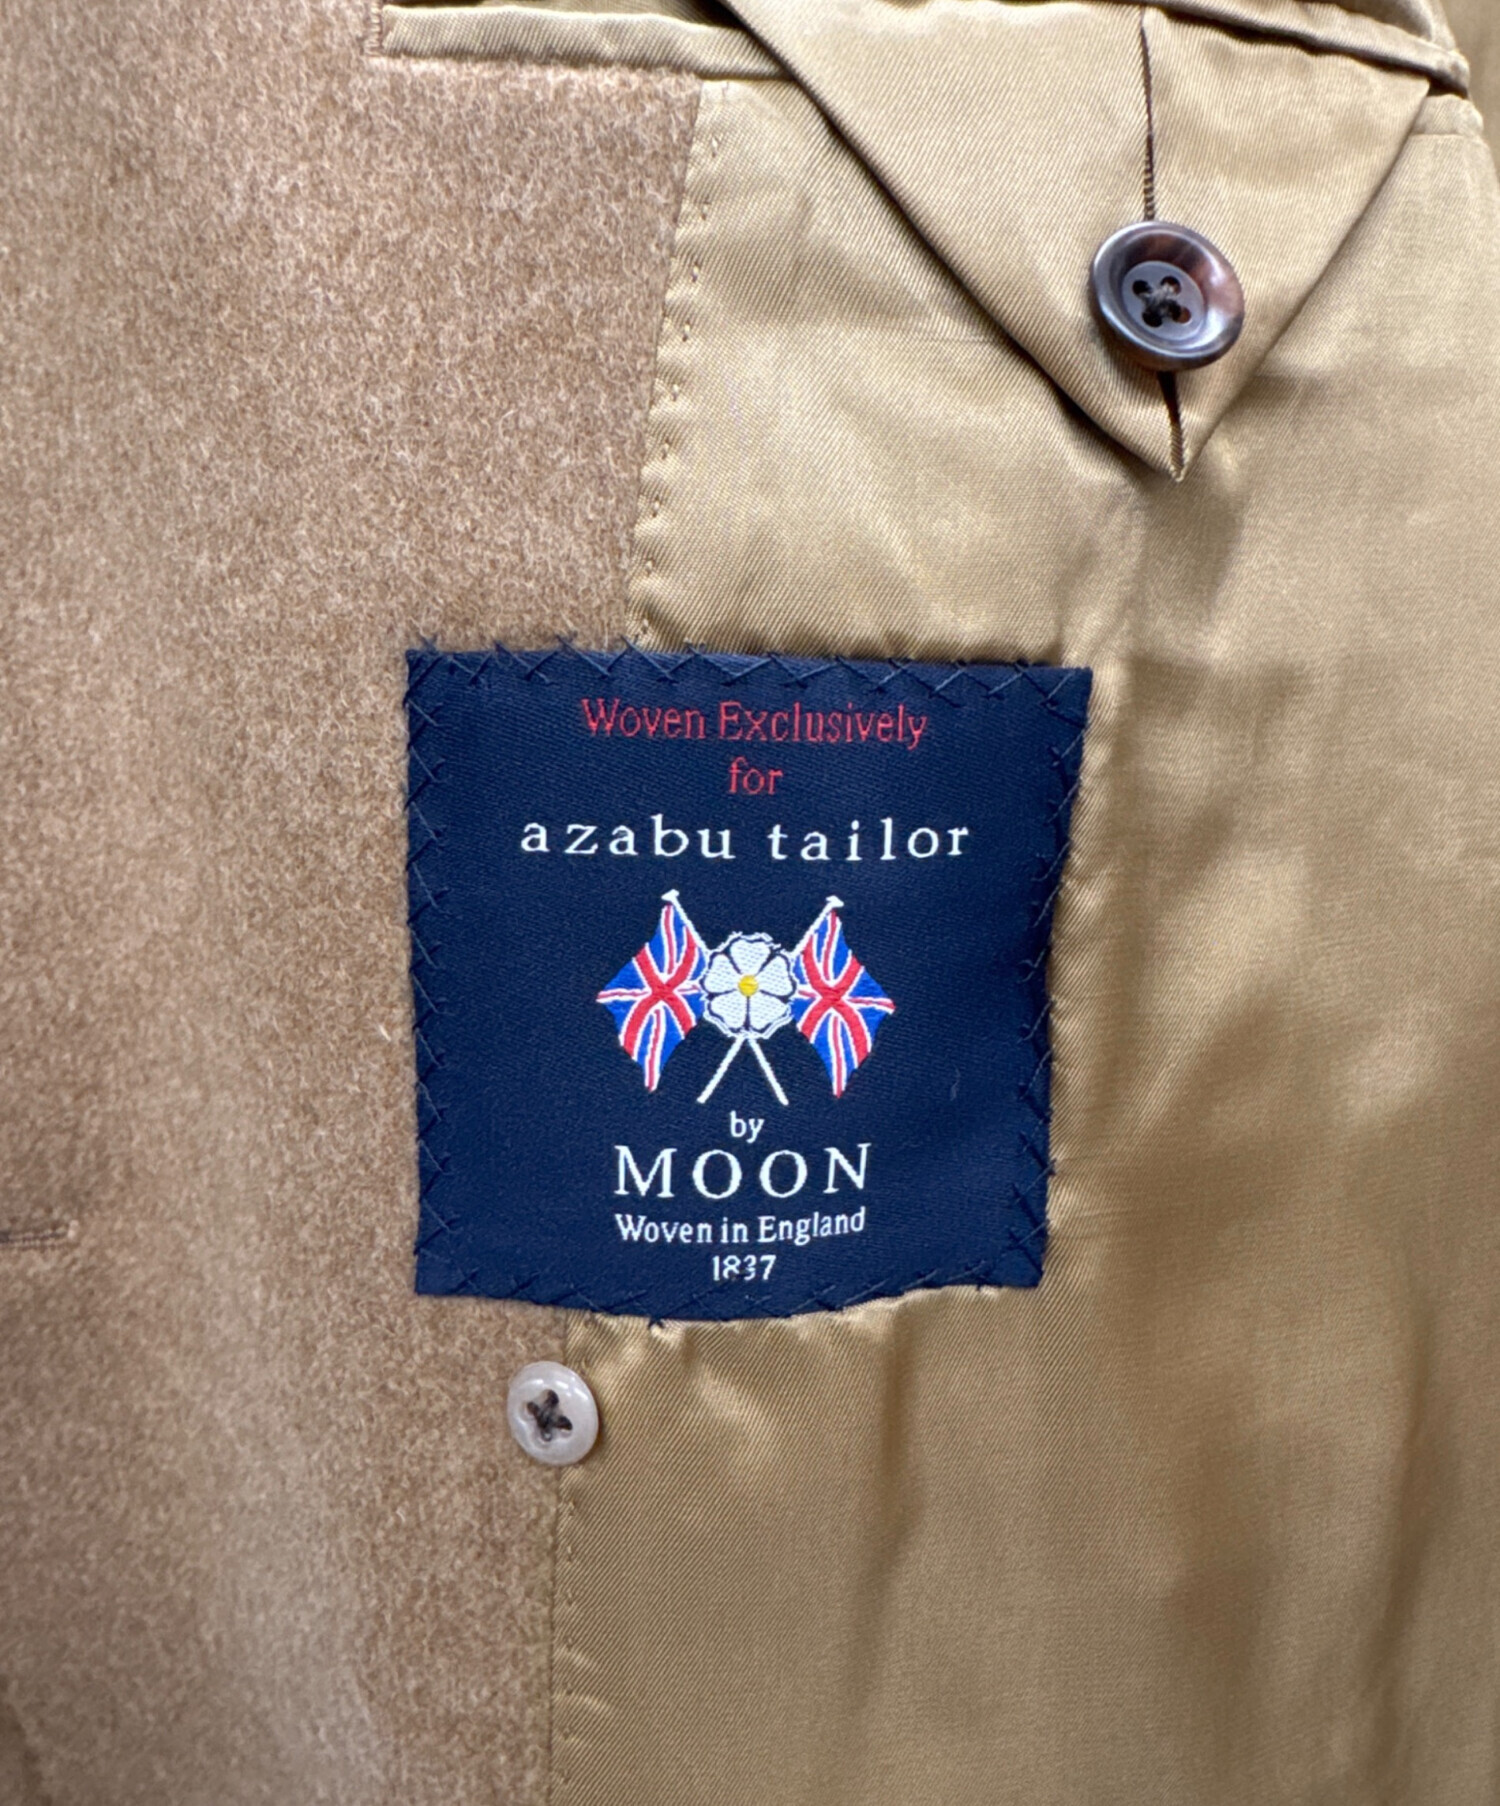 Woven Exclusively
for
azabu tailor
by
MOON
Woven in England
1837